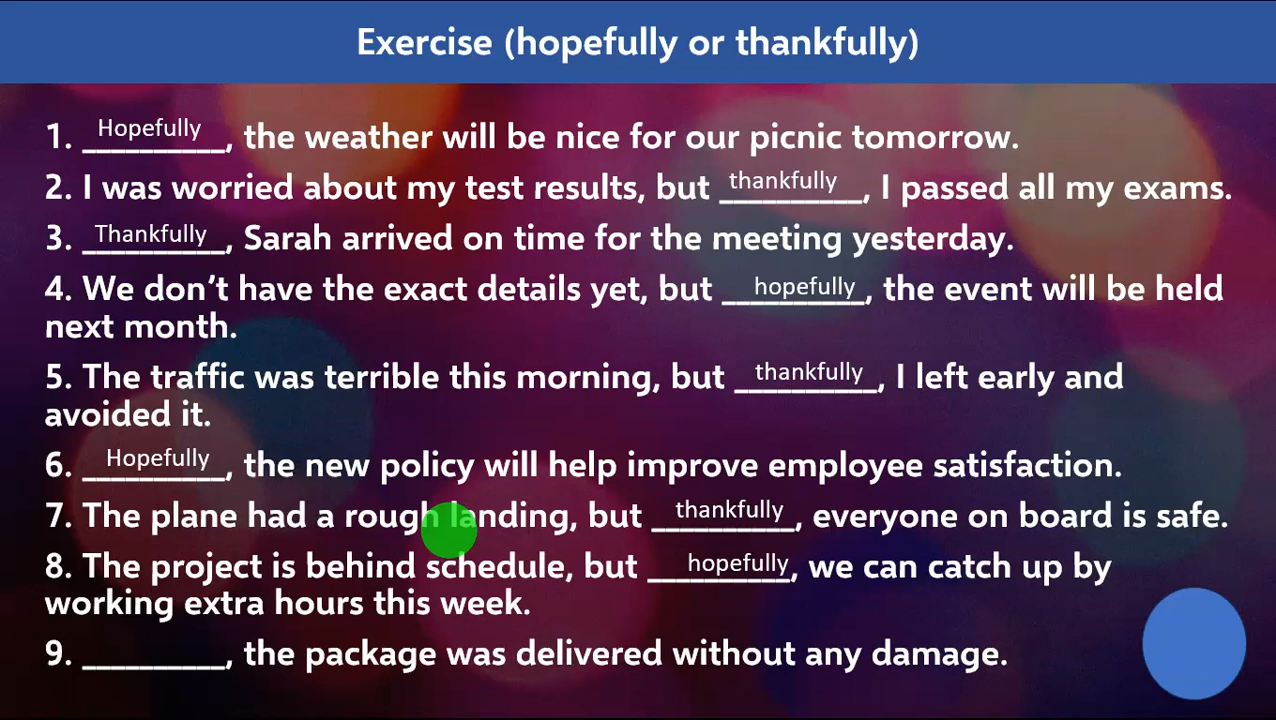 Exercise (hopefully or thankfully)
1. Hopefully, the weather will be nice for our picnic tomorrow.
2. I was worried about my test results, but thankfully, I passed all my exams.
3. Thankfully, Sarah arrived on time for the meeting yesterday.
4. We don’t have the exact details yet, but hopefully, the event will be held
next month.
5. The traffic was terrible this morning, but thankfully, I left early and
avoided it.
6. Hopefully, the new policy will help improve employee satisfaction.
7. The plane had a rough landing, but thankfully, everyone on board is safe.
8. The project is behind schedule, but hopefully, we can catch up by
working extra hours this week.
9. __________, the package was delivered without any damage.